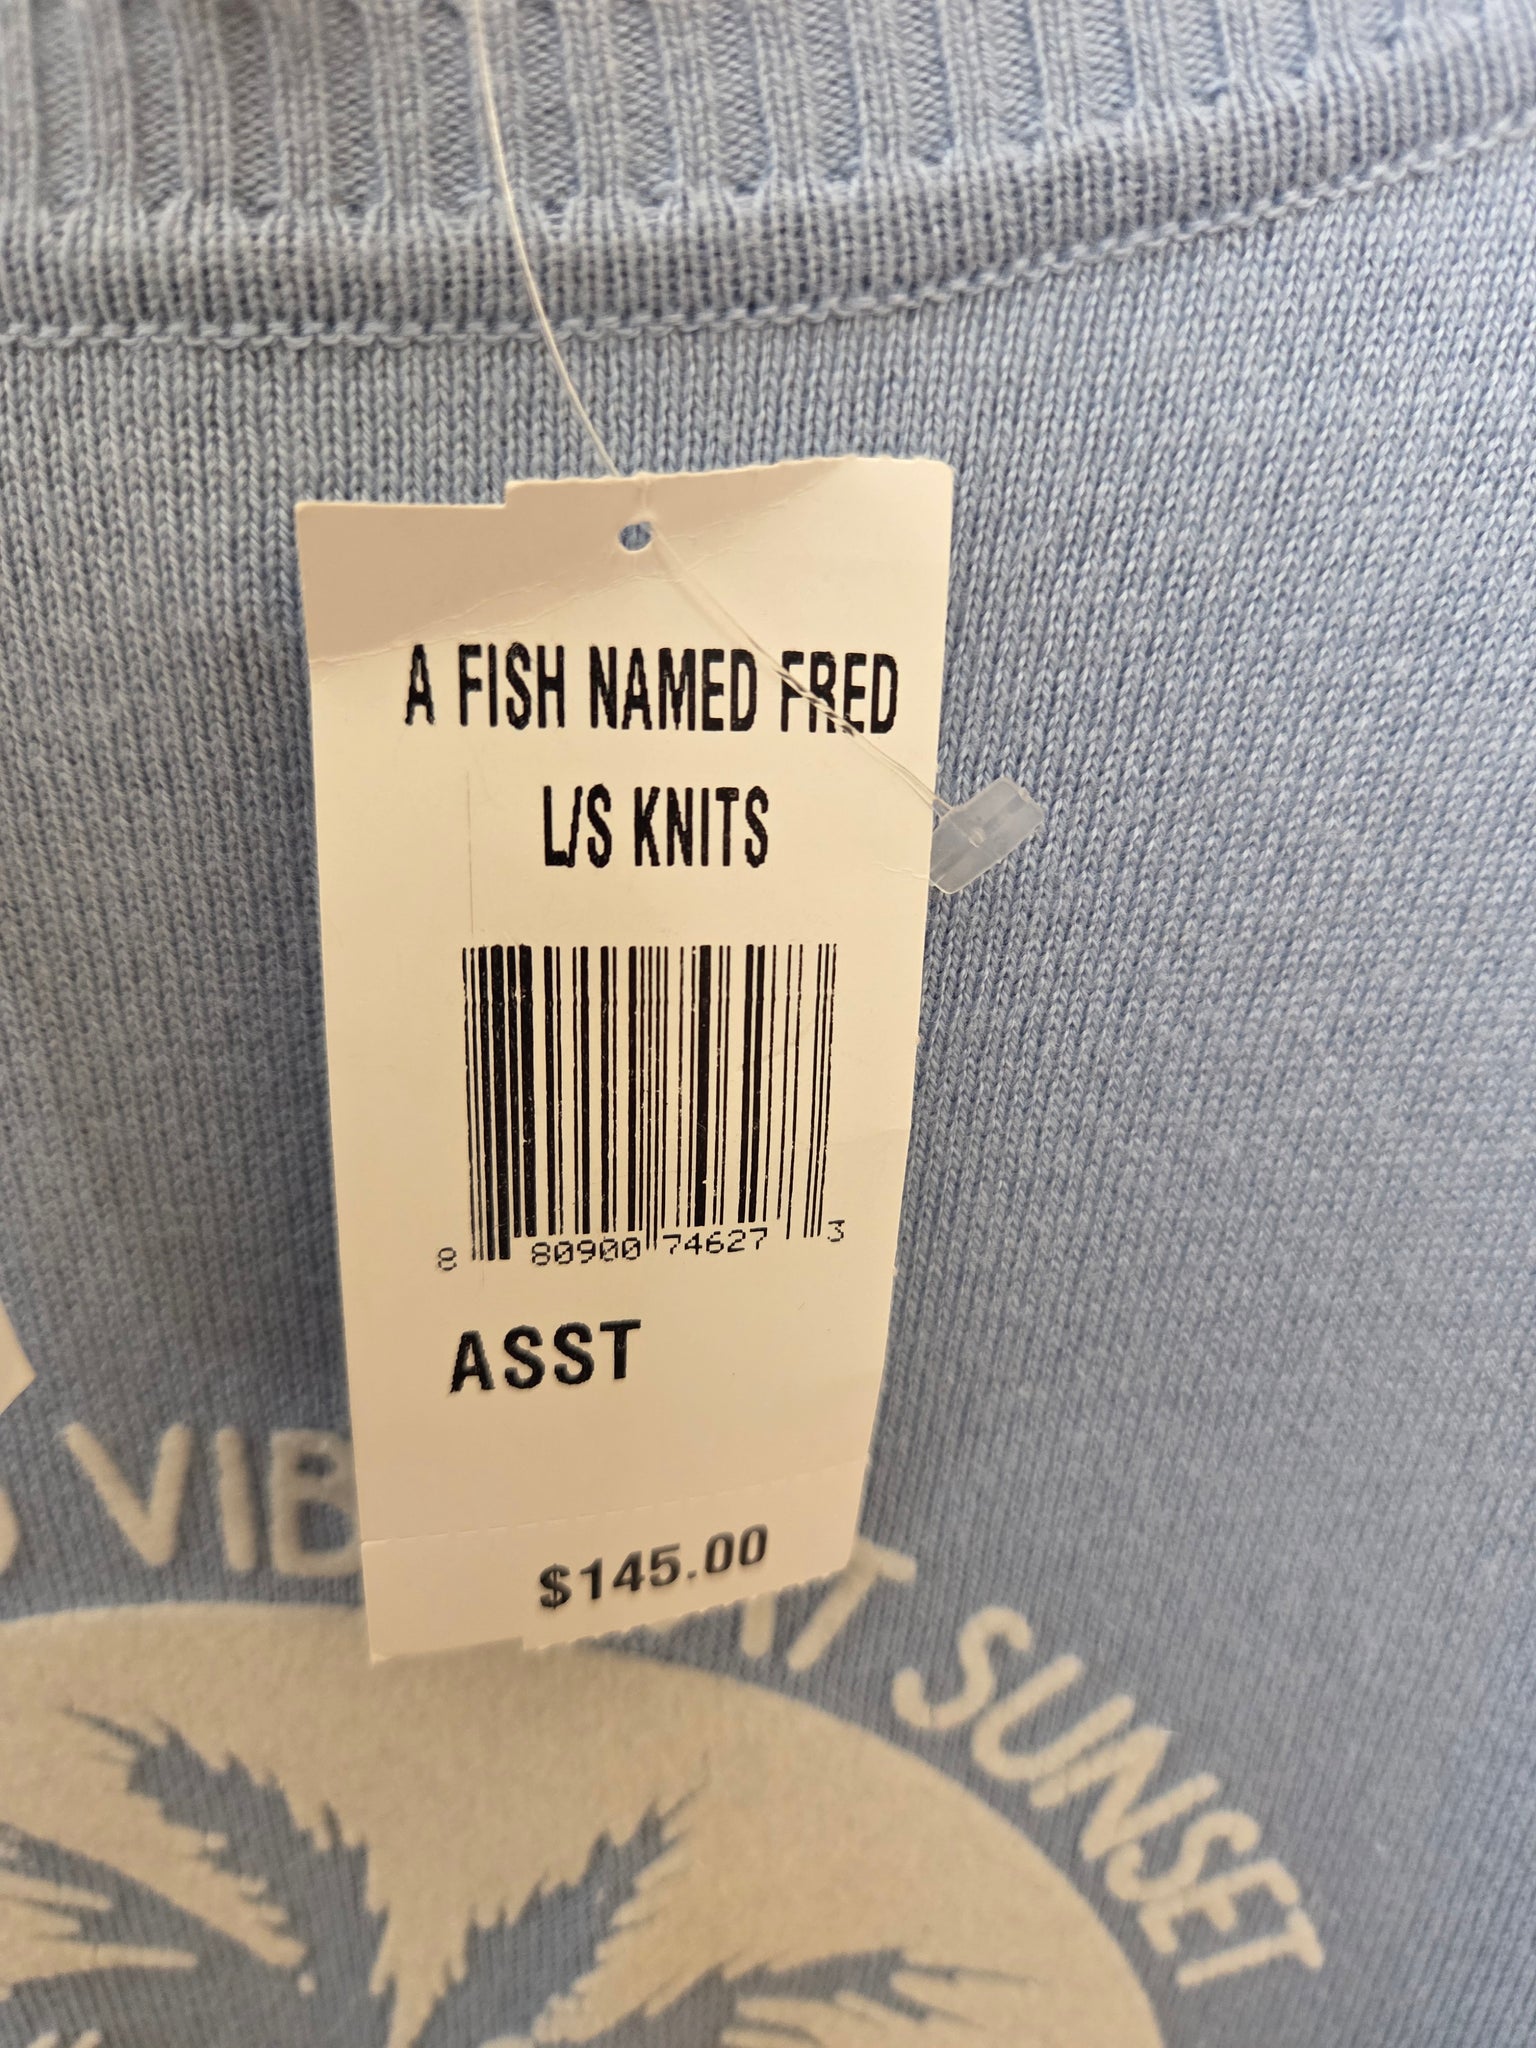 A FISH NAMED FRED
L/S KNITS
8 80900 74627 3
ASST
$145.00
SUNSET